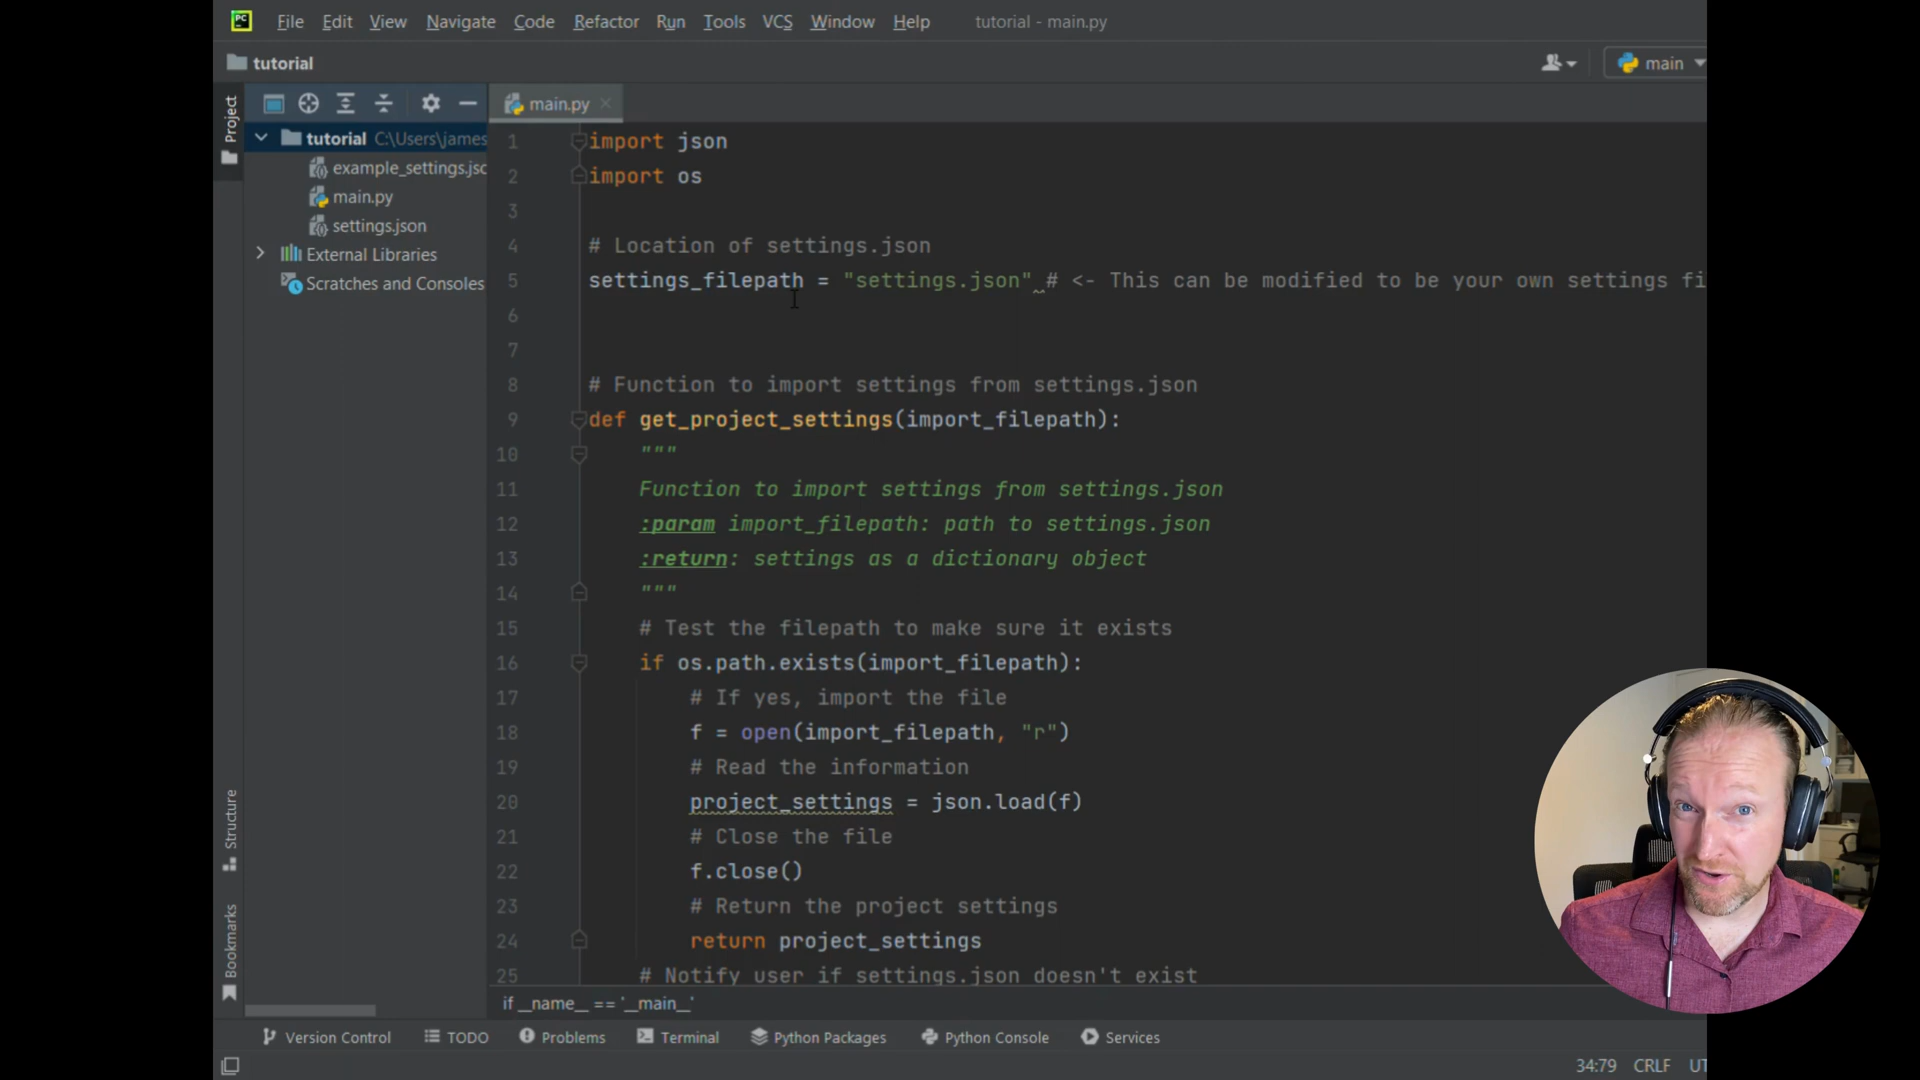 PC File Edit View Navigate Code Refactor Run Tools VCS Window Help tutorial - main.py
tutorial main
Project
main.py
tutorial C:\Users\james
example_settings.jsc
main.py
settings.json
External Libraries
Scratches and Consoles
1 import json
2 import os
3
4 # Location of settings.json
5 settings_filepath = "settings.json" # <- This can be modified to be your own settings fi
6
7
8 # Function to import settings from settings.json
9 def get_project_settings(import_filepath):
10 """
11 Function to import settings from settings.json
12 :param import_filepath: path to settings.json
13 :return: settings as a dictionary object
14 """
15 # Test the filepath to make sure it exists
16 if os.path.exists(import_filepath):
17 # If yes, import the file
18 f = open(import_filepath, "r")
19 # Read the information
20 project_settings = json.load(f)
21 # Close the file
22 f.close()
23 # Return the project settings
24 return project_settings
25 # Notify user if settings.json doesn't exist
Structure
Bookmarks
if __name__ == '__main__'
Version Control TODO Problems Terminal Python Packages Python Console Services
34:79 CRLF UT